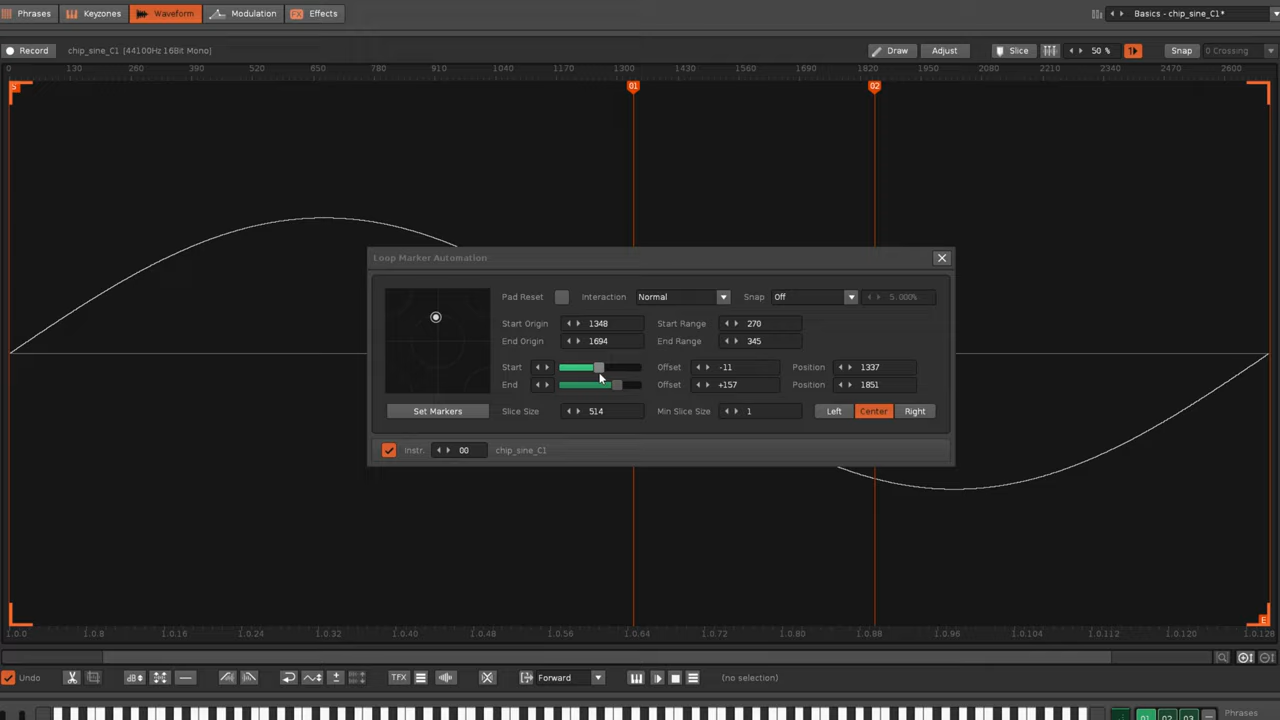 Phrases Keyzones Waveform Modulation FX Effects Basics - chip_sine_C1*
Record chip_sine_C1 (44100Hz 16Bit Mono) Draw Adjust Slice 50 % Snap 0 Crossing
0 130 260 390 520 650 780 910 1040 1170 1300 1430 1560 1690 1820 1950 2080 2210 2340 2470 2600
S 01 02
Loop Marker Automation
Pad Reset Interaction Normal Snap Off 5.000%
Start Origin 1348 Start Range 270
End Origin 1694 End Range 345
Start Offset -11 Position 1337
End Offset +157 Position 1851
Set Markers Slice Size 514 Min Slice Size 1 Left Center Right
Instr. 00 chip_sine_C1
E
1.0.0 1.0.8 1.0.16 1.0.24 1.0.32 1.0.40 1.0.48 1.0.56 1.0.64 1.0.72 1.0.80 1.0.88 1.0.96 1.0.104 1.0.112 1.0.120 1.0.128
Undo dB TFX Forward (no selection)
01 02 03 Phrases